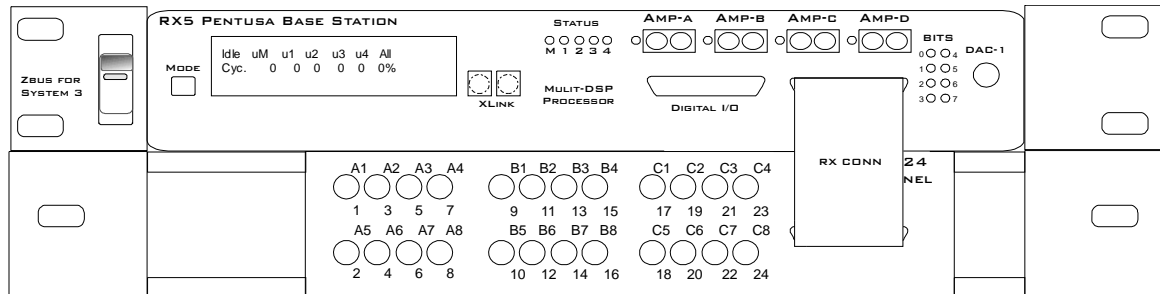 RX5 Pentusa Base Station
Zbus for
System 3
Mode
Idle uM u1 u2 u3 u4 All
Cyc. 0 0 0 0 0 0%
XLink
Status
M 1 2 3 4
Mulit-DSP
Processor
Amp-A Amp-B Amp-C Amp-D
Digital I/O
Bits
0 4
1 5
2 6
3 7
DAC-1
RX CONN
24
A1 A2 A3 A4 B1 B2 B3 B4 C1 C2 C3 C4
1 3 5 7 9 11 13 15 17 19 21 23
A5 A6 A7 A8 B5 B6 B7 B8 C5 C6 C7 C8
2 4 6 8 10 12 14 16 18 20 22 24